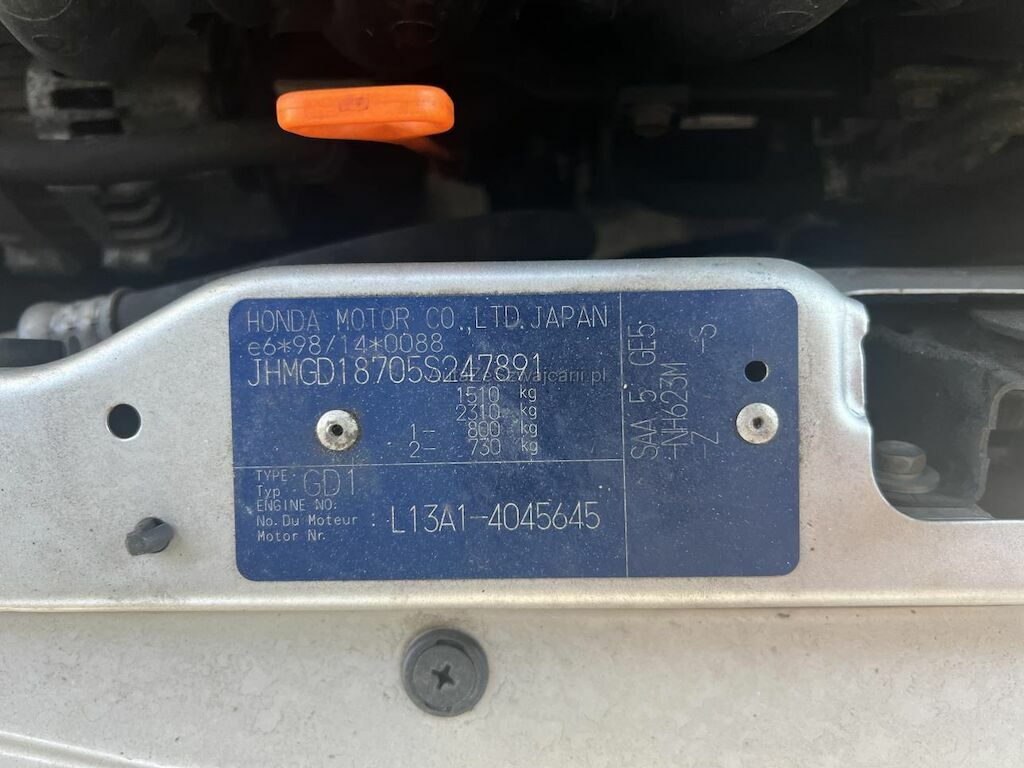 HONDA MOTOR CO.,LTD.JAPAN
e6*98/14*0088
JHMGD18705S247891
1510 kg
2310 kg
1- 800 kg
2- 730 kg
TYPE:
Typ : GD1
ENGINE NO.
No. Du Moteur : L13A1-4045645
Motor Nr.
SAA 5 GE5
-NH623M
-Z -S